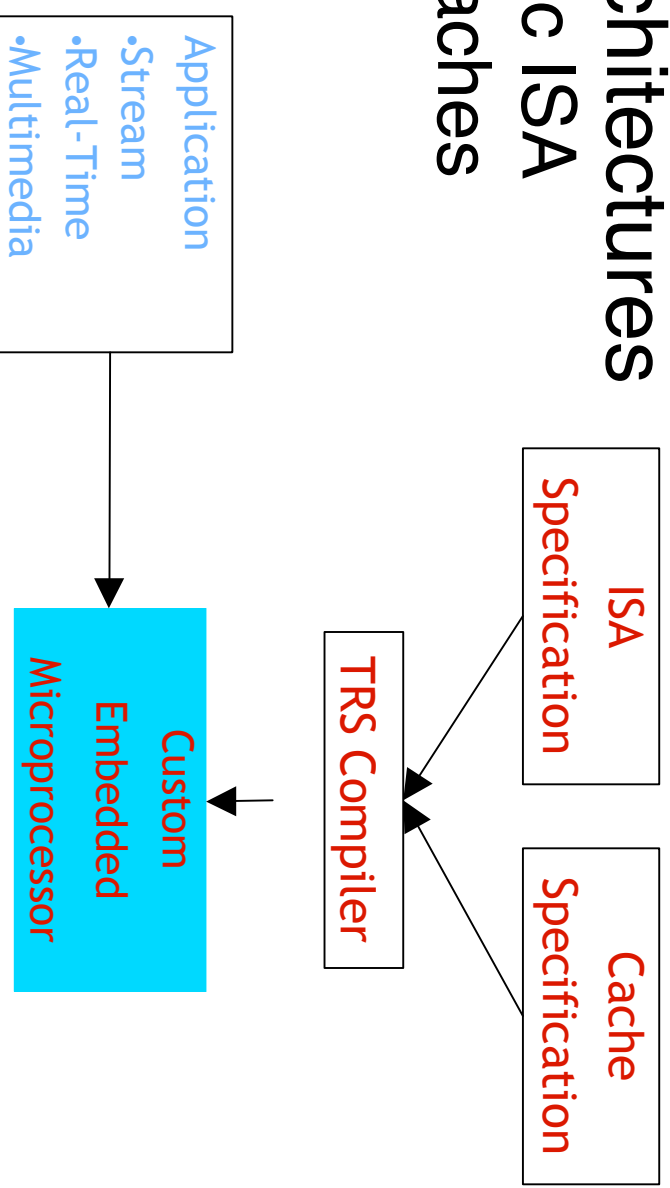 chitectures
c ISA
aches
ISA
Specification
Cache
Specification
TRS Compiler
Application
•Stream
•Real-Time
•Multimedia
Custom
Embedded
Microprocessor